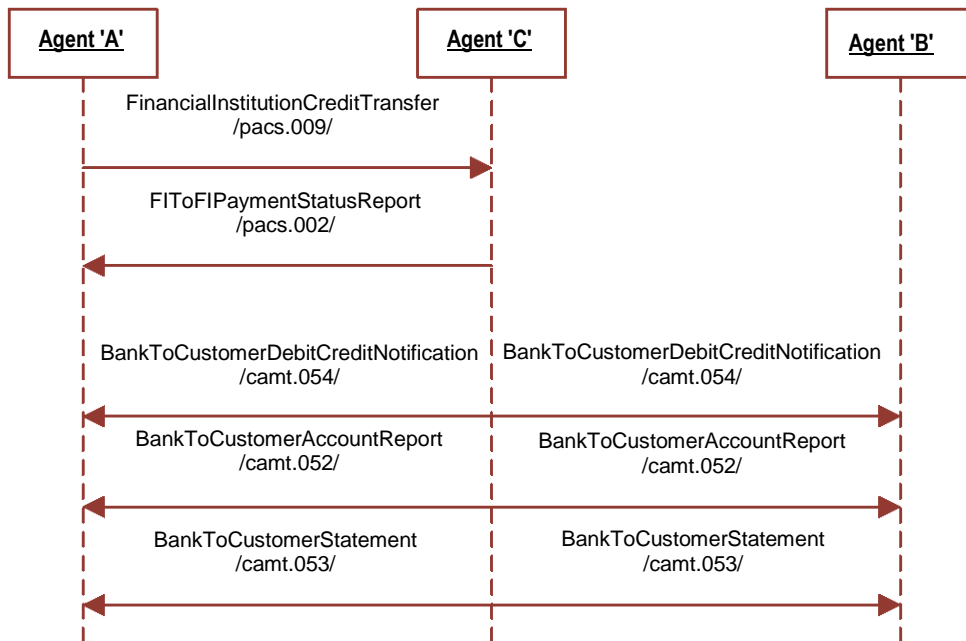 Agent 'A'
Agent 'C'
Agent 'B'
FinancialInstitutionCreditTransfer
/pacs.009/
FIToFIPaymentStatusReport
/pacs.002/
BankToCustomerDebitCreditNotification
/camt.054/
BankToCustomerDebitCreditNotification
/camt.054/
BankToCustomerAccountReport
/camt.052/
BankToCustomerAccountReport
/camt.052/
BankToCustomerStatement
/camt.053/
BankToCustomerStatement
/camt.053/